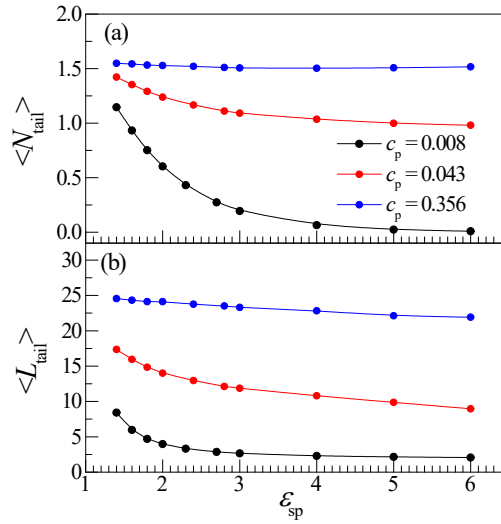 (a)
2.0
1.5
1.0
0.5
0.0
<N_tail>
c_p = 0.008
c_p = 0.043
c_p = 0.356
(b)
30
25
20
15
10
5
0
<L_tail>
1 2 3 4 5 6
ε_sp